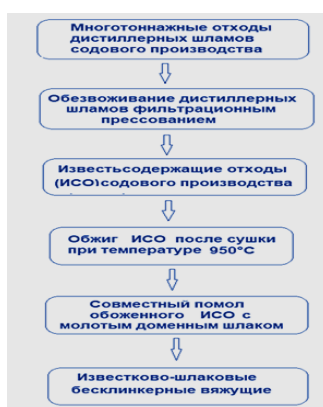 Многотоннажные отходы
дистиллерных шламов
содового производства
Обезвоживание дистиллерных
шламов фильтрационным
прессованием
Известьсодержащие отходы
(ИСО)содового производства
Обжиг ИСО после сушки
при температуре 950°С
Совместный помол
обоженного ИСО с
молотым доменным шлаком
Известково-шлаковые
бесклинкерные вяжущие